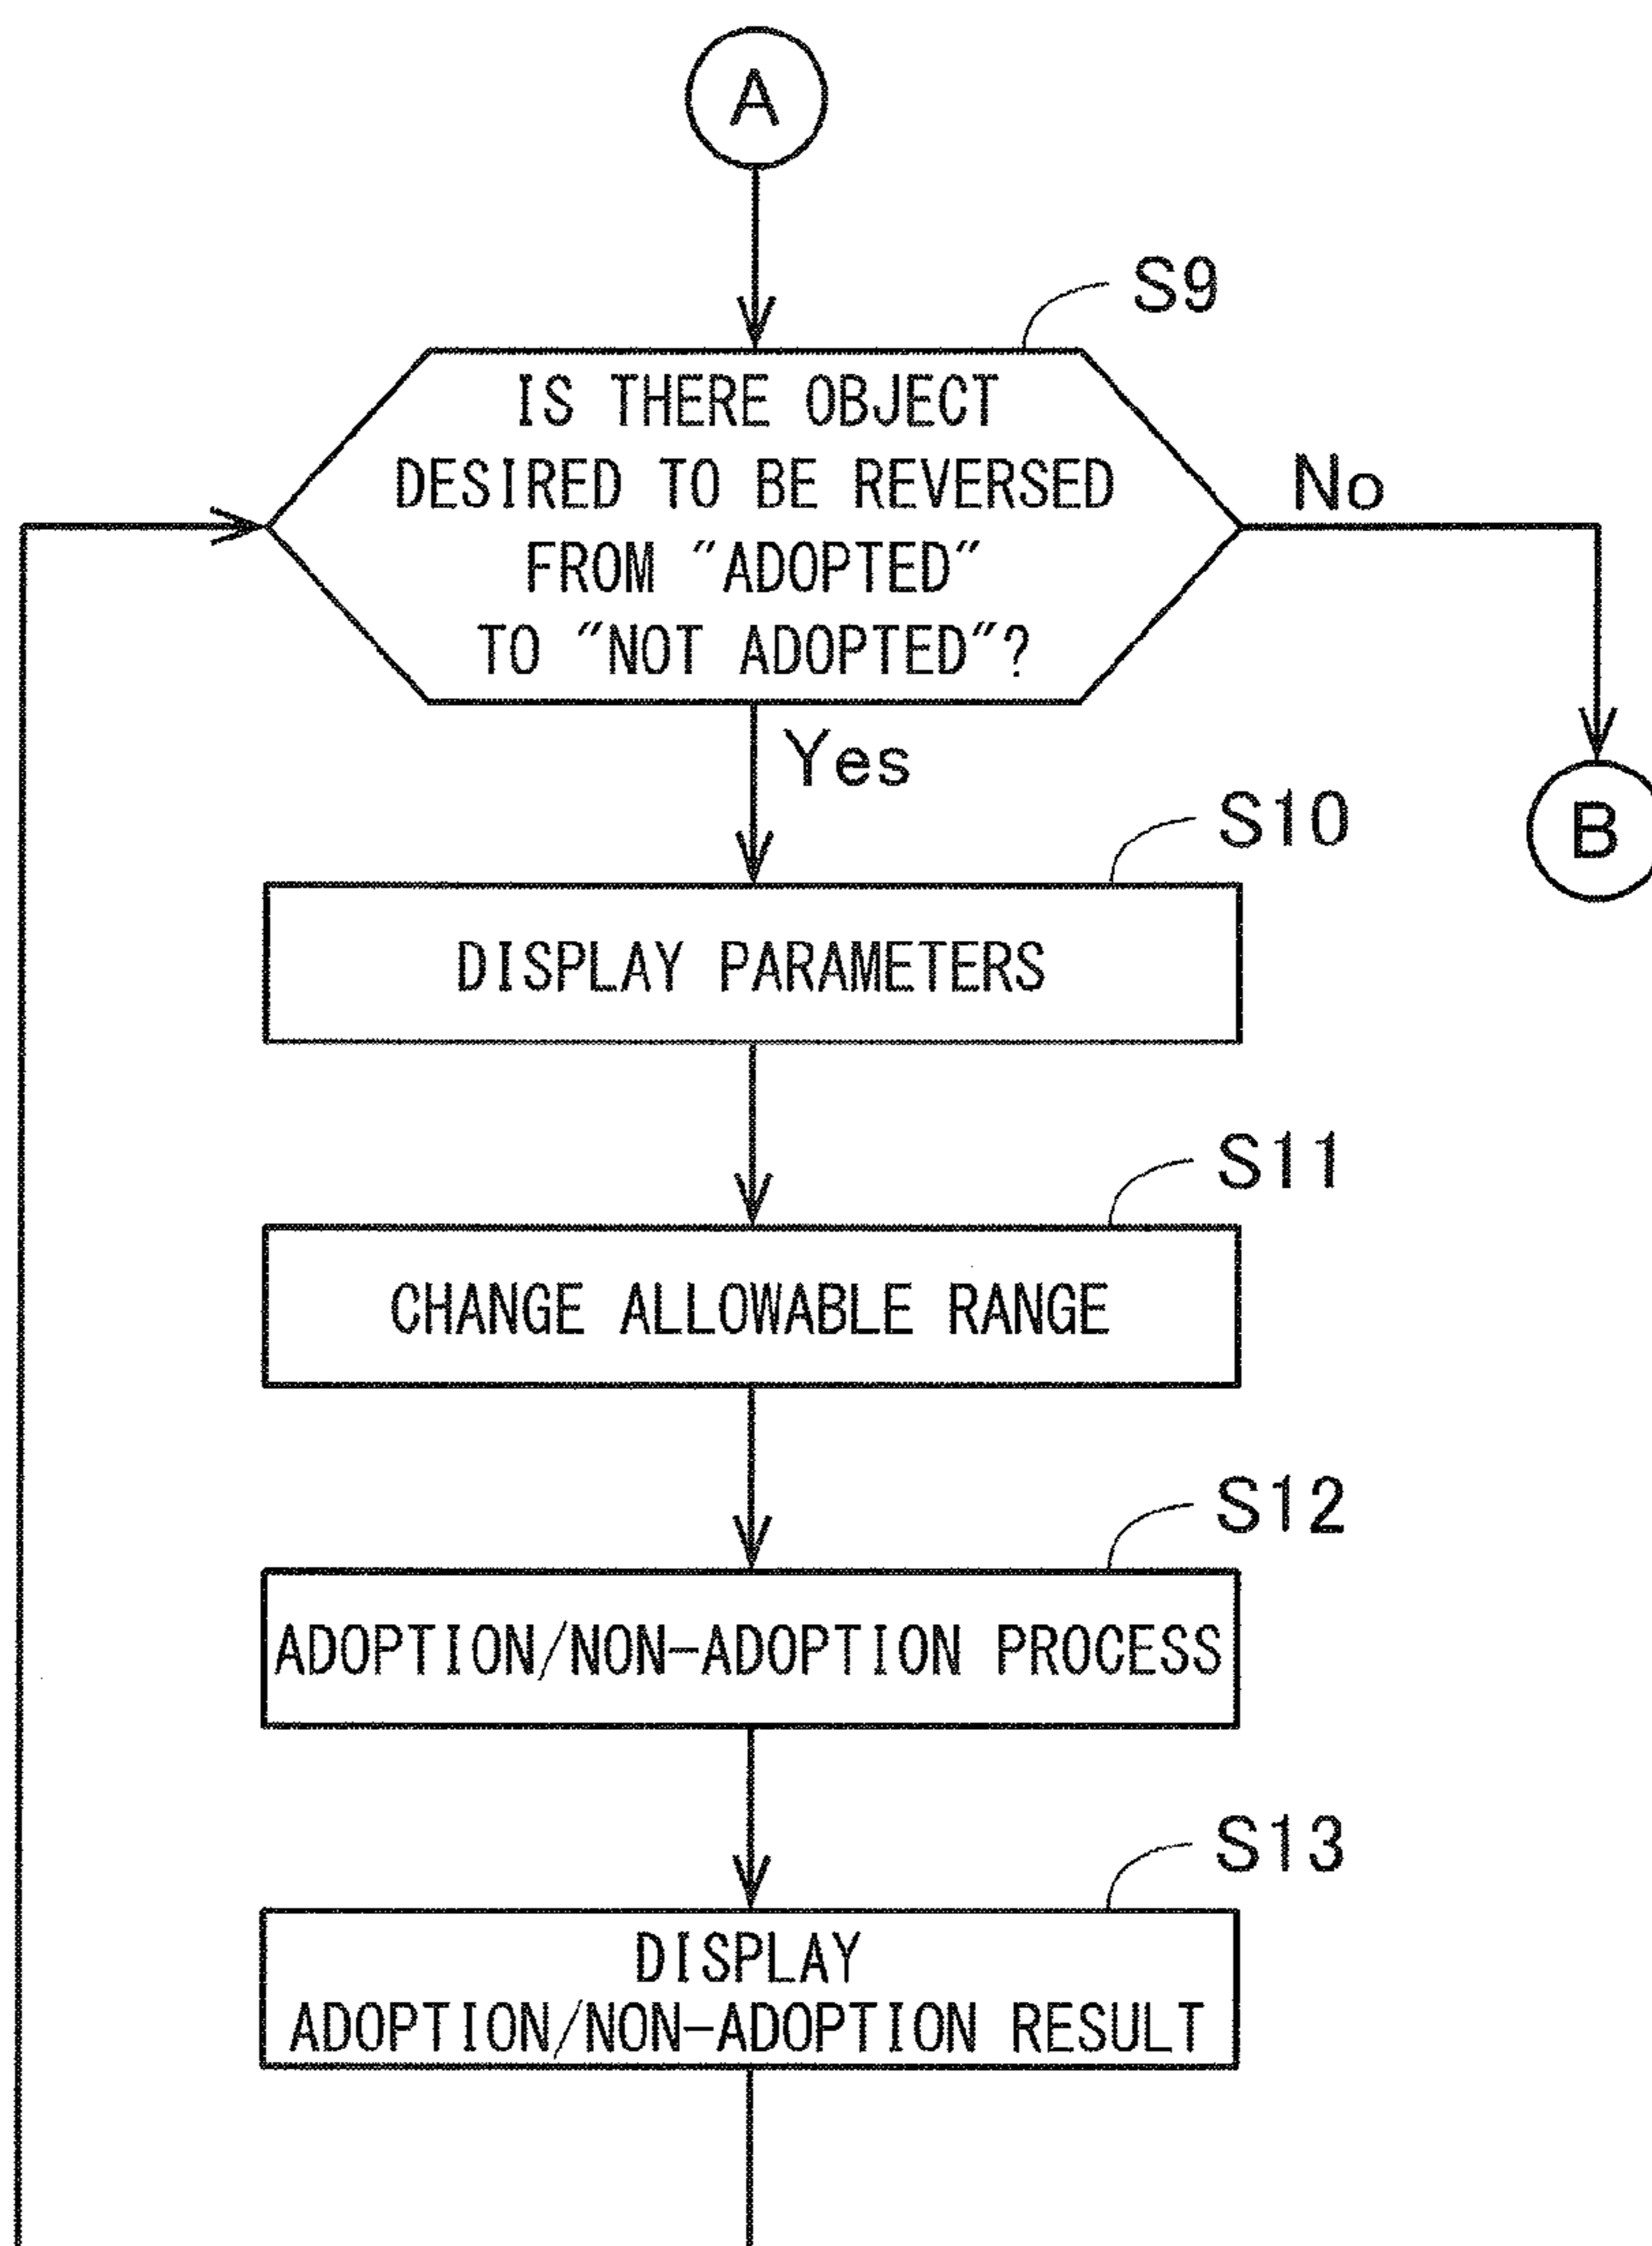 A
S9
IS THERE OBJECT
DESIRED TO BE REVERSED
FROM "ADOPTED"
TO "NOT ADOPTED"?
No
Yes
B
S10
DISPLAY PARAMETERS
S11
CHANGE ALLOWABLE RANGE
S12
ADOPTION/NON-ADOPTION PROCESS
S13
DISPLAY
ADOPTION/NON-ADOPTION RESULT